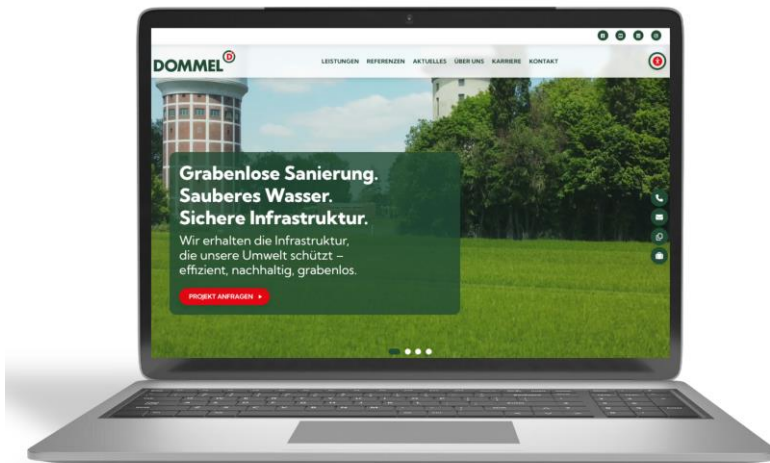 DOMMEL D
LEISTUNGEN REFERENZEN AKTUELLES ÜBER UNS KARRIERE KONTAKT
Grabenlose Sanierung.
Sauberes Wasser.
Sichere Infrastruktur.
Wir erhalten die Infrastruktur,
die unsere Umwelt schützt –
effizient, nachhaltig, grabenlos.
PROJEKT ANFRAGEN